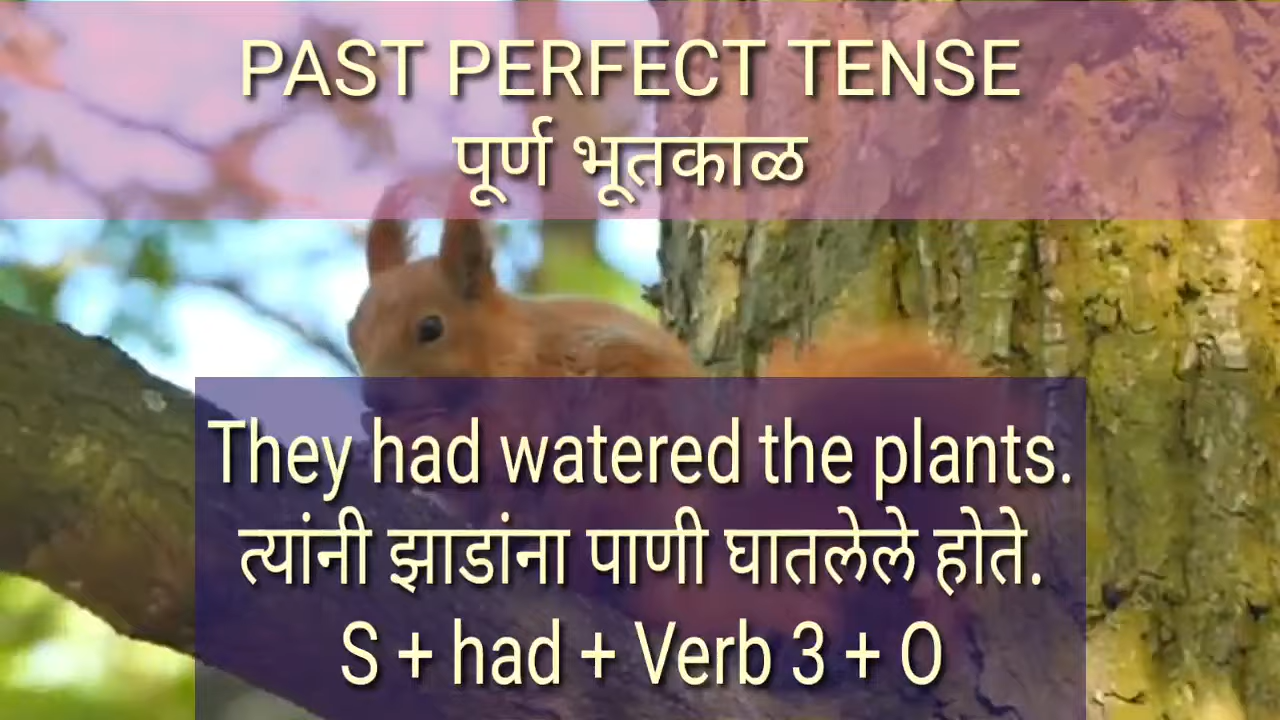 PAST PERFECT TENSE
पूर्ण भूतकाळ
They had watered the plants.
त्यांनी झाडांना पाणी घातलेले होते.
S + had + Verb 3 + O